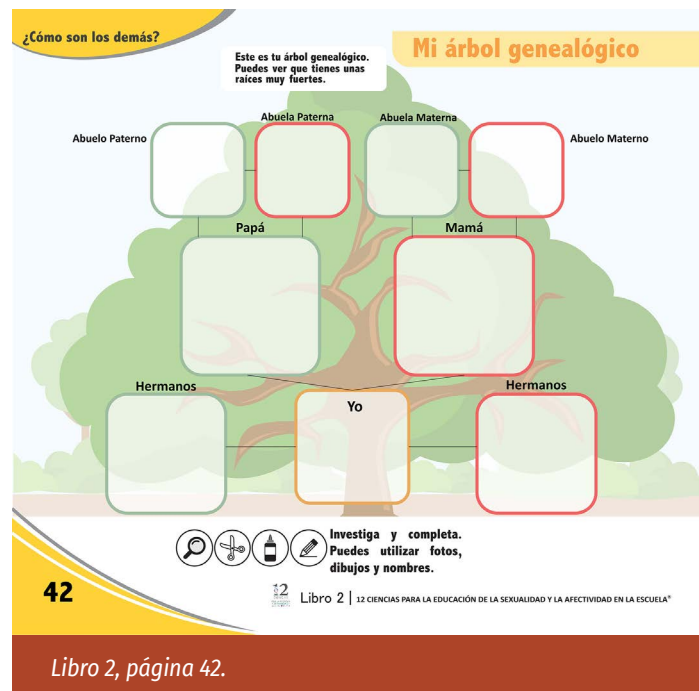 ¿Cómo son los demás?
Mi árbol genealógico
Este es tu árbol genealógico.
Puedes ver que tienes unas
raíces muy fuertes.
Abuelo Paterno
Abuela Paterna
Abuela Materna
Abuelo Materno
Papá
Mamá
Hermanos
Yo
Hermanos
Investiga y completa.
Puedes utilizar fotos,
dibujos y nombres.
42
12
Libro 2 | 12 CIENCIAS PARA LA EDUCACIÓN DE LA SEXUALIDAD Y LA AFECTIVIDAD EN LA ESCUELA®
Libro 2, página 42.